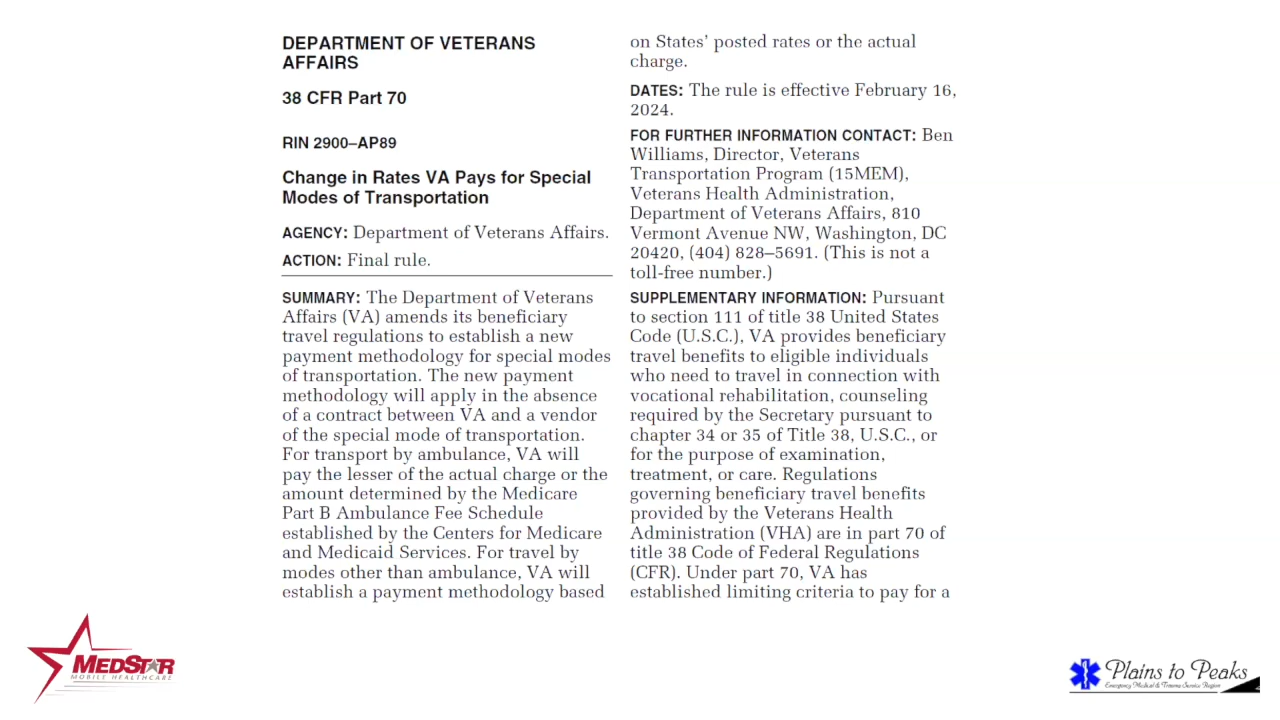 DEPARTMENT OF VETERANS
AFFAIRS
38 CFR Part 70
RIN 2900–AP89
Change in Rates VA Pays for Special
Modes of Transportation
AGENCY: Department of Veterans Affairs.
ACTION: Final rule.
SUMMARY: The Department of Veterans
Affairs (VA) amends its beneficiary
travel regulations to establish a new
payment methodology for special modes
of transportation. The new payment
methodology will apply in the absence
of a contract between VA and a vendor
of the special mode of transportation.
For transport by ambulance, VA will
pay the lesser of the actual charge or the
amount determined by the Medicare
Part B Ambulance Fee Schedule
established by the Centers for Medicare
and Medicaid Services. For travel by
modes other than ambulance, VA will
establish a payment methodology based
on States’ posted rates or the actual
charge.
DATES: The rule is effective February 16,
2024.
FOR FURTHER INFORMATION CONTACT: Ben
Williams, Director, Veterans
Transportation Program (15MEM),
Veterans Health Administration,
Department of Veterans Affairs, 810
Vermont Avenue NW, Washington, DC
20420, (404) 828–5691. (This is not a
toll-free number.)
SUPPLEMENTARY INFORMATION: Pursuant
to section 111 of title 38 United States
Code (U.S.C.), VA provides beneficiary
travel benefits to eligible individuals
who need to travel in connection with
vocational rehabilitation, counseling
required by the Secretary pursuant to
chapter 34 or 35 of Title 38, U.S.C., or
for the purpose of examination,
treatment, or care. Regulations
governing beneficiary travel benefits
provided by the Veterans Health
Administration (VHA) are in part 70 of
title 38 Code of Federal Regulations
(CFR). Under part 70, VA has
established limiting criteria to pay for a
MEDSTAR
MOBILE HEALTHCARE
Plains to Peaks
Emergency Medical & Trauma Service Region